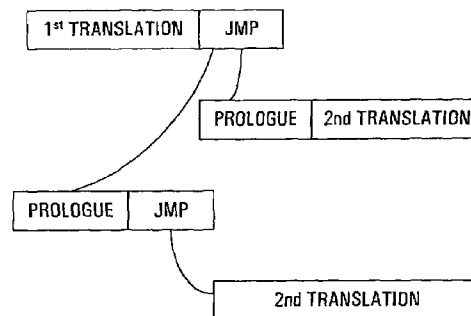 1st TRANSLATION JMP
PROLOGUE 2nd TRANSLATION
PROLOGUE JMP
2nd TRANSLATION